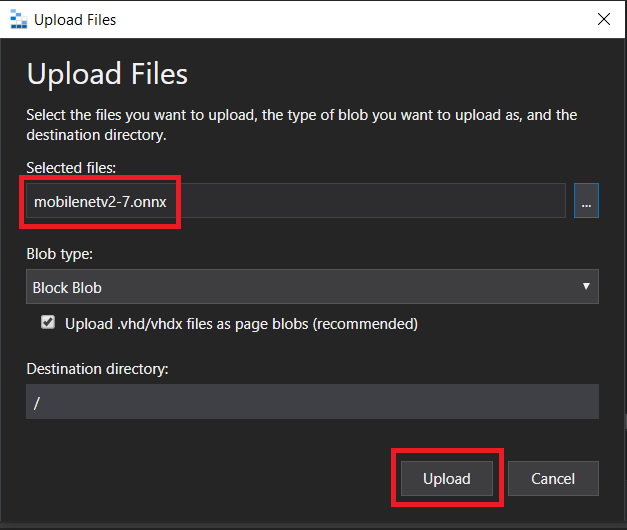 Upload Files
Upload Files
Select the files you want to upload, the type of blob you want to upload as, and the
destination directory.
Selected files:
mobilenetv2-7.onnx
...
Blob type:
Block Blob
Upload .vhd/vhdx files as page blobs (recommended)
Destination directory:
/
Upload Cancel